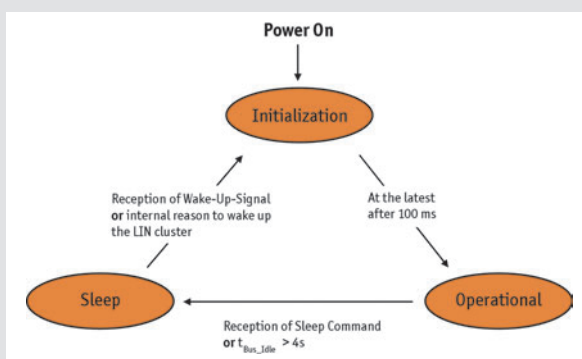 Power On
Initialization
Reception of Wake-Up-Signal
or internal reason to wake up
the LIN cluster
At the latest
after 100 ms
Sleep
Operational
Reception of Sleep Command
or t_Bus_Idle > 4s